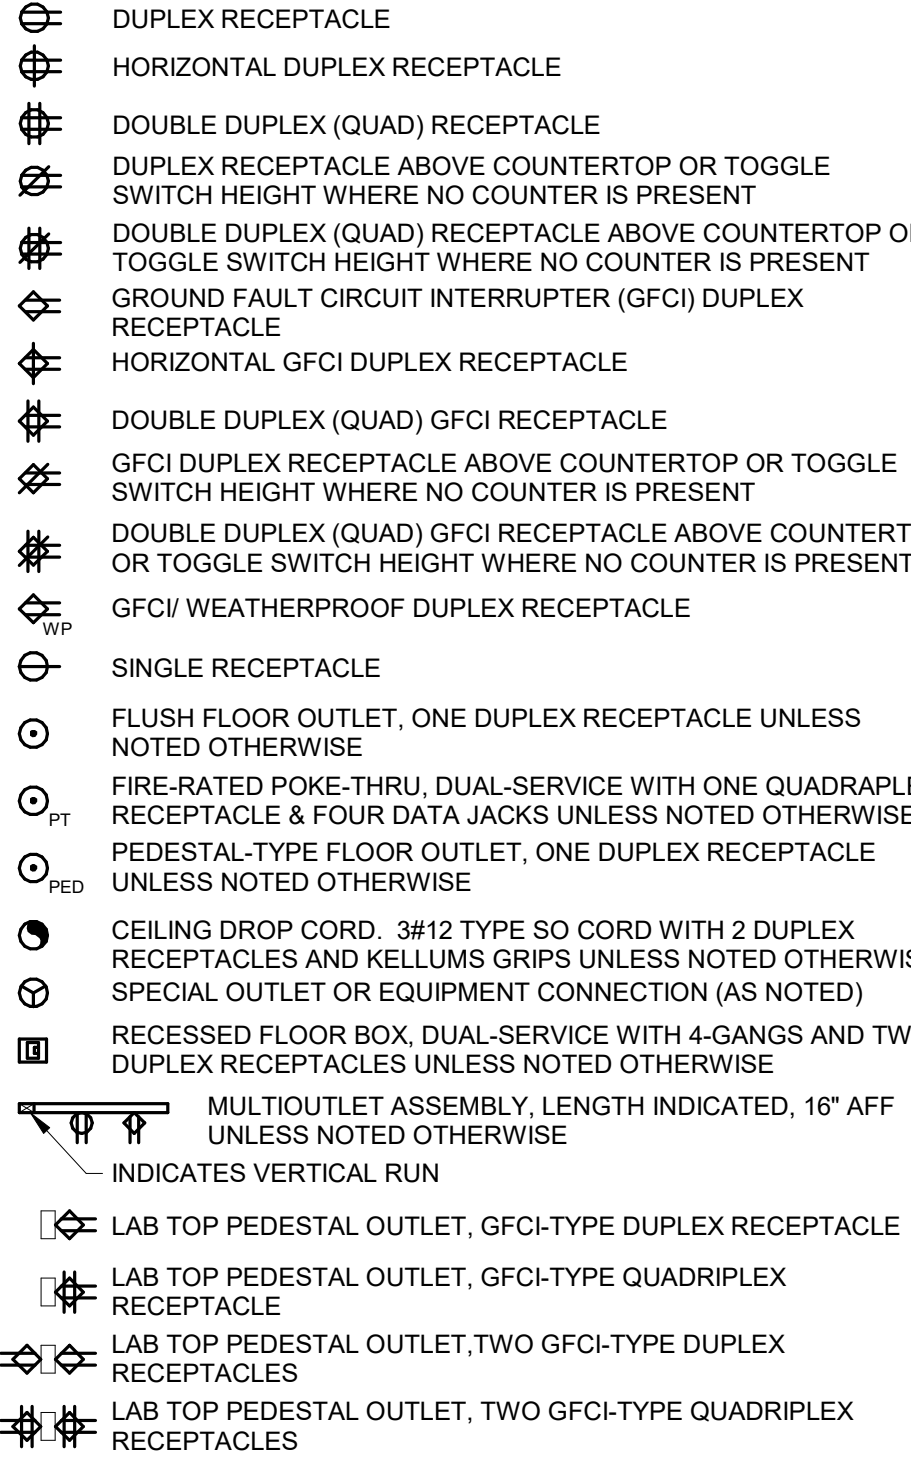 DUPLEX RECEPTACLE
HORIZONTAL DUPLEX RECEPTACLE
DOUBLE DUPLEX (QUAD) RECEPTACLE
DUPLEX RECEPTACLE ABOVE COUNTERTOP OR TOGGLE
SWITCH HEIGHT WHERE NO COUNTER IS PRESENT
DOUBLE DUPLEX (QUAD) RECEPTACLE ABOVE COUNTERTOP
TOGGLE SWITCH HEIGHT WHERE NO COUNTER IS PRESENT
GROUND FAULT CIRCUIT INTERRUPTER (GFCI) DUPLEX
RECEPTACLE
HORIZONTAL GFCI DUPLEX RECEPTACLE
DOUBLE DUPLEX (QUAD) GFCI RECEPTACLE
GFCI DUPLEX RECEPTACLE ABOVE COUNTERTOP OR TOGGLE
SWITCH HEIGHT WHERE NO COUNTER IS PRESENT
DOUBLE DUPLEX (QUAD) GFCI RECEPTACLE ABOVE COUNTERT
OR TOGGLE SWITCH HEIGHT WHERE NO COUNTER IS PRESENT
GFCI/ WEATHERPROOF DUPLEX RECEPTACLE
WP
SINGLE RECEPTACLE
FLUSH FLOOR OUTLET, ONE DUPLEX RECEPTACLE UNLESS
NOTED OTHERWISE
FIRE-RATED POKE-THRU, DUAL-SERVICE WITH ONE QUADRAPLE
PT RECEPTACLE & FOUR DATA JACKS UNLESS NOTED OTHERWISE
PEDESTAL-TYPE FLOOR OUTLET, ONE DUPLEX RECEPTACLE
PED UNLESS NOTED OTHERWISE
CEILING DROP CORD. 3#12 TYPE SO CORD WITH 2 DUPLEX
RECEPTACLES AND KELLUMS GRIPS UNLESS NOTED OTHERWIS
SPECIAL OUTLET OR EQUIPMENT CONNECTION (AS NOTED)
RECESSED FLOOR BOX, DUAL-SERVICE WITH 4-GANGS AND TW
DUPLEX RECEPTACLES UNLESS NOTED OTHERWISE
MULTIOUTLET ASSEMBLY, LENGTH INDICATED, 16" AFF
UNLESS NOTED OTHERWISE
INDICATES VERTICAL RUN
LAB TOP PEDESTAL OUTLET, GFCI-TYPE DUPLEX RECEPTACLE
LAB TOP PEDESTAL OUTLET, GFCI-TYPE QUADRIPLEX
RECEPTACLE
LAB TOP PEDESTAL OUTLET,TWO GFCI-TYPE DUPLEX
RECEPTACLES
LAB TOP PEDESTAL OUTLET, TWO GFCI-TYPE QUADRIPLEX
RECEPTACLES